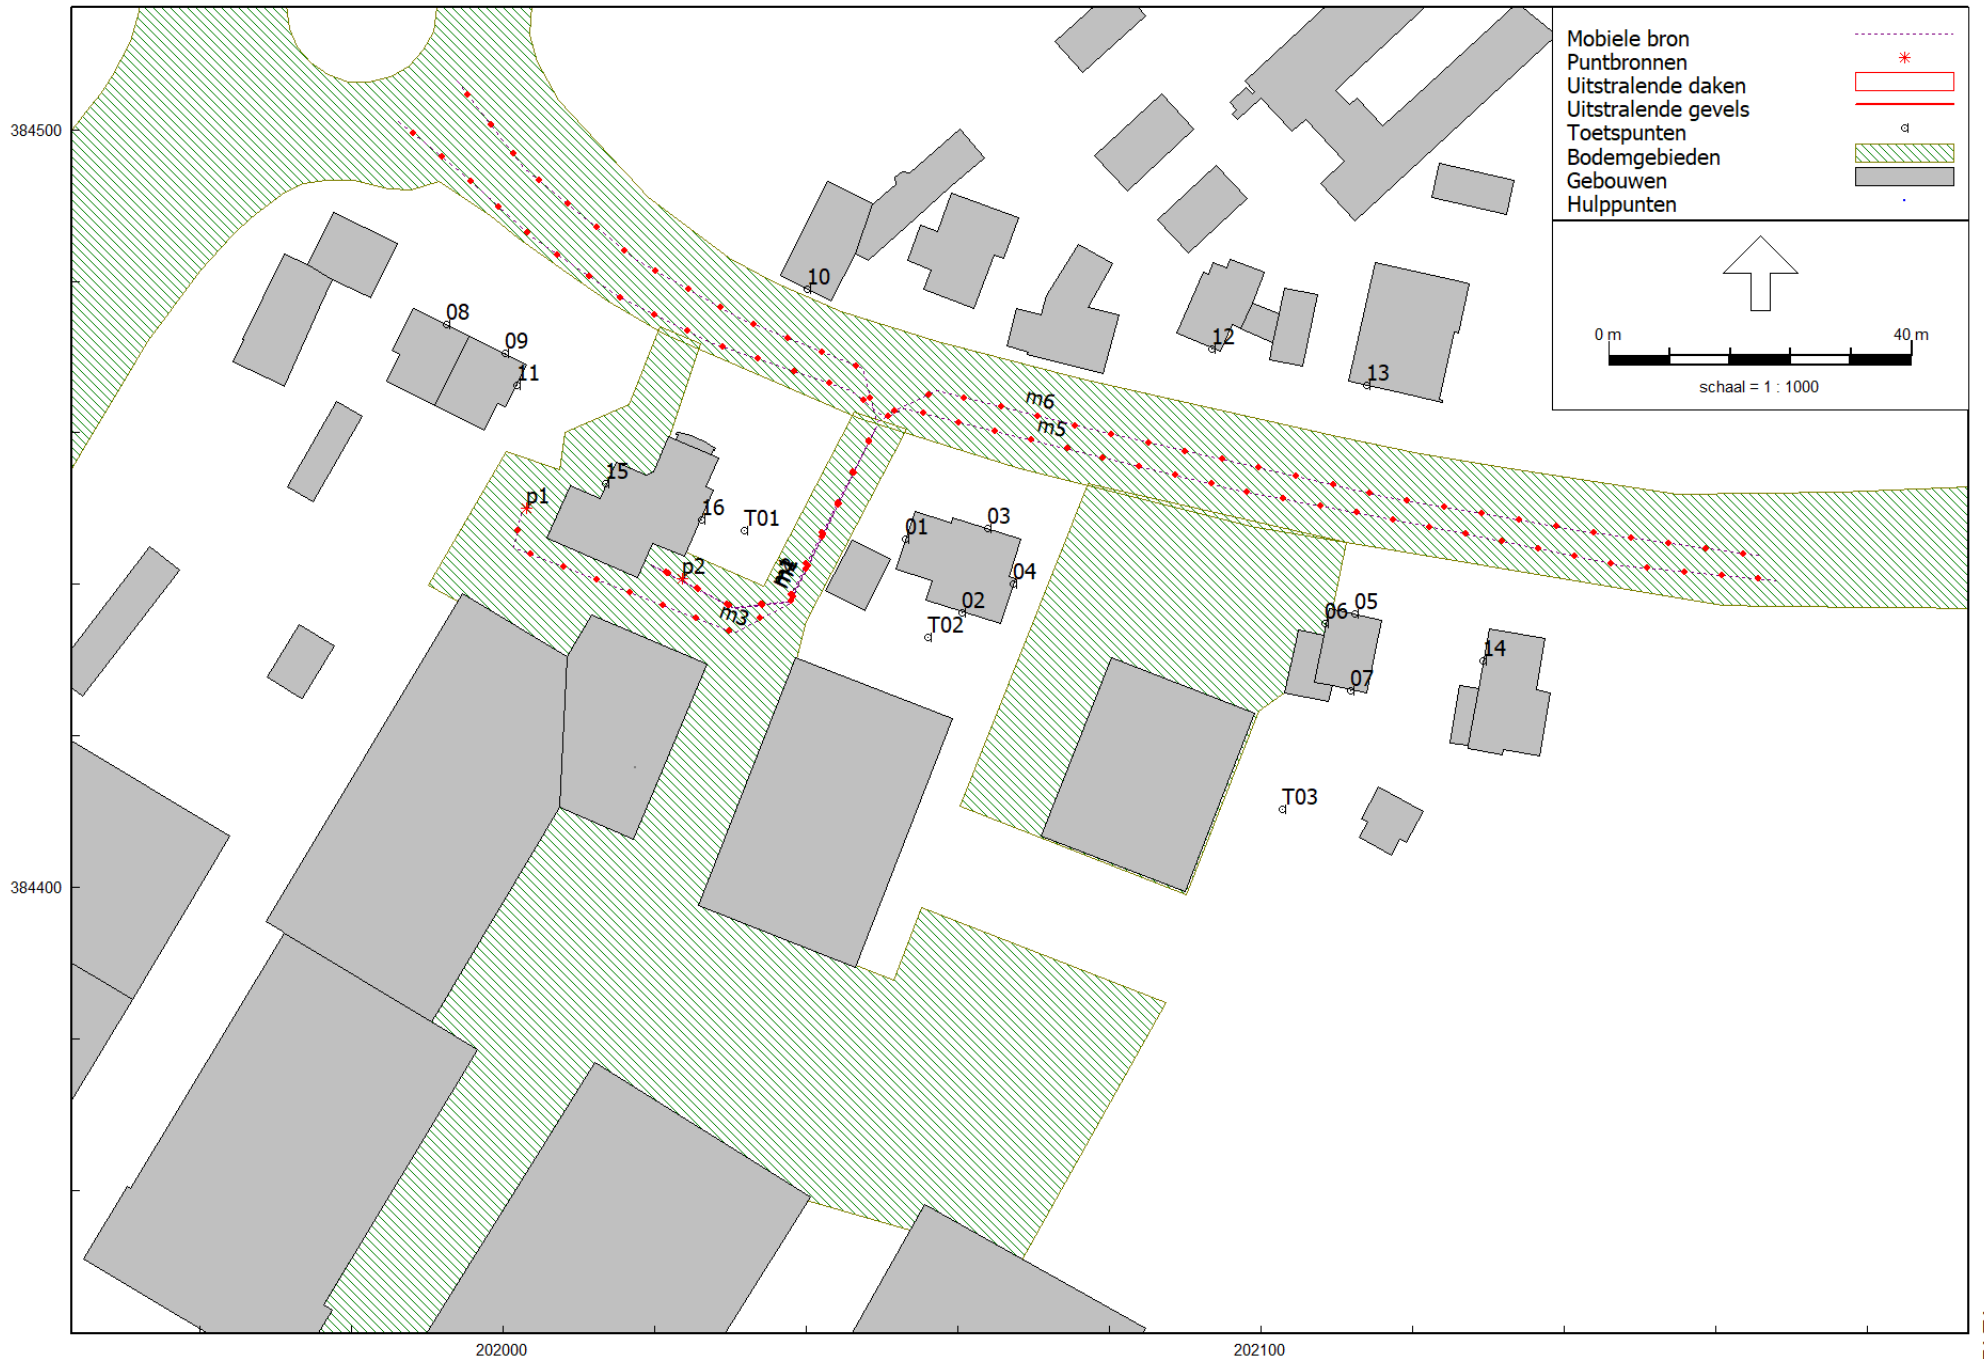 Mobiele bron
Puntbronnen
Uitstralende daken
Uitstralende gevels
Toetspunten
Bodemgebieden
Gebouwen
Hulppunten
0 m
40 m
schaal = 1 : 1000
384500
10
08
09
11
12
13
m6
m5
15
p1
16
T01
01
03
04
p2
02
m3
T02
06
05
14
07
T03
384400
202000
202100